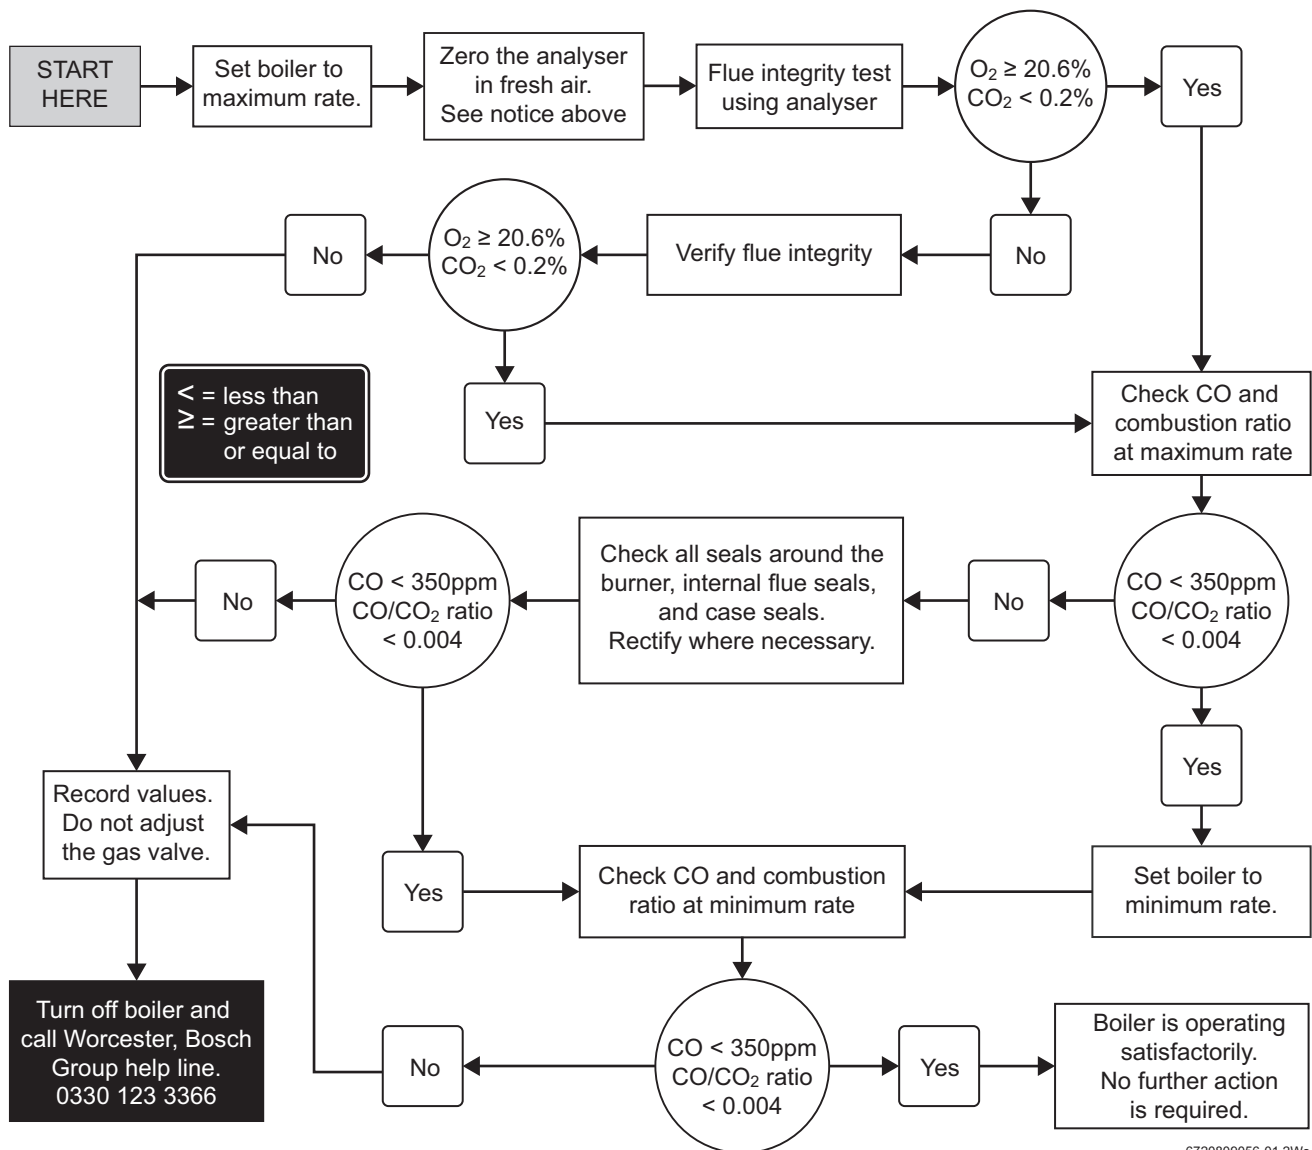 START
HERE
Set boiler to
maximum rate.
Zero the analyser
in fresh air.
See notice above
Flue integrity test
using analyser
O₂ ≥ 20.6%
CO₂ < 0.2%
Yes
No
Verify flue integrity
O₂ ≥ 20.6%
CO₂ < 0.2%
No
Yes
< = less than
≥ = greater than
or equal to
Check CO and
combustion ratio
at maximum rate
CO < 350ppm
CO/CO₂ ratio
< 0.004
No
Check all seals around the
burner, internal flue seals,
and case seals.
Rectify where necessary.
CO < 350ppm
CO/CO₂ ratio
< 0.004
No
Yes
Set boiler to
minimum rate.
Yes
Check CO and combustion
ratio at minimum rate
Record values.
Do not adjust
the gas valve.
Turn off boiler and
call Worcester, Bosch
Group help line.
0330 123 3366
No
CO < 350ppm
CO/CO₂ ratio
< 0.004
Yes
Boiler is operating
satisfactorily.
No further action
is required.